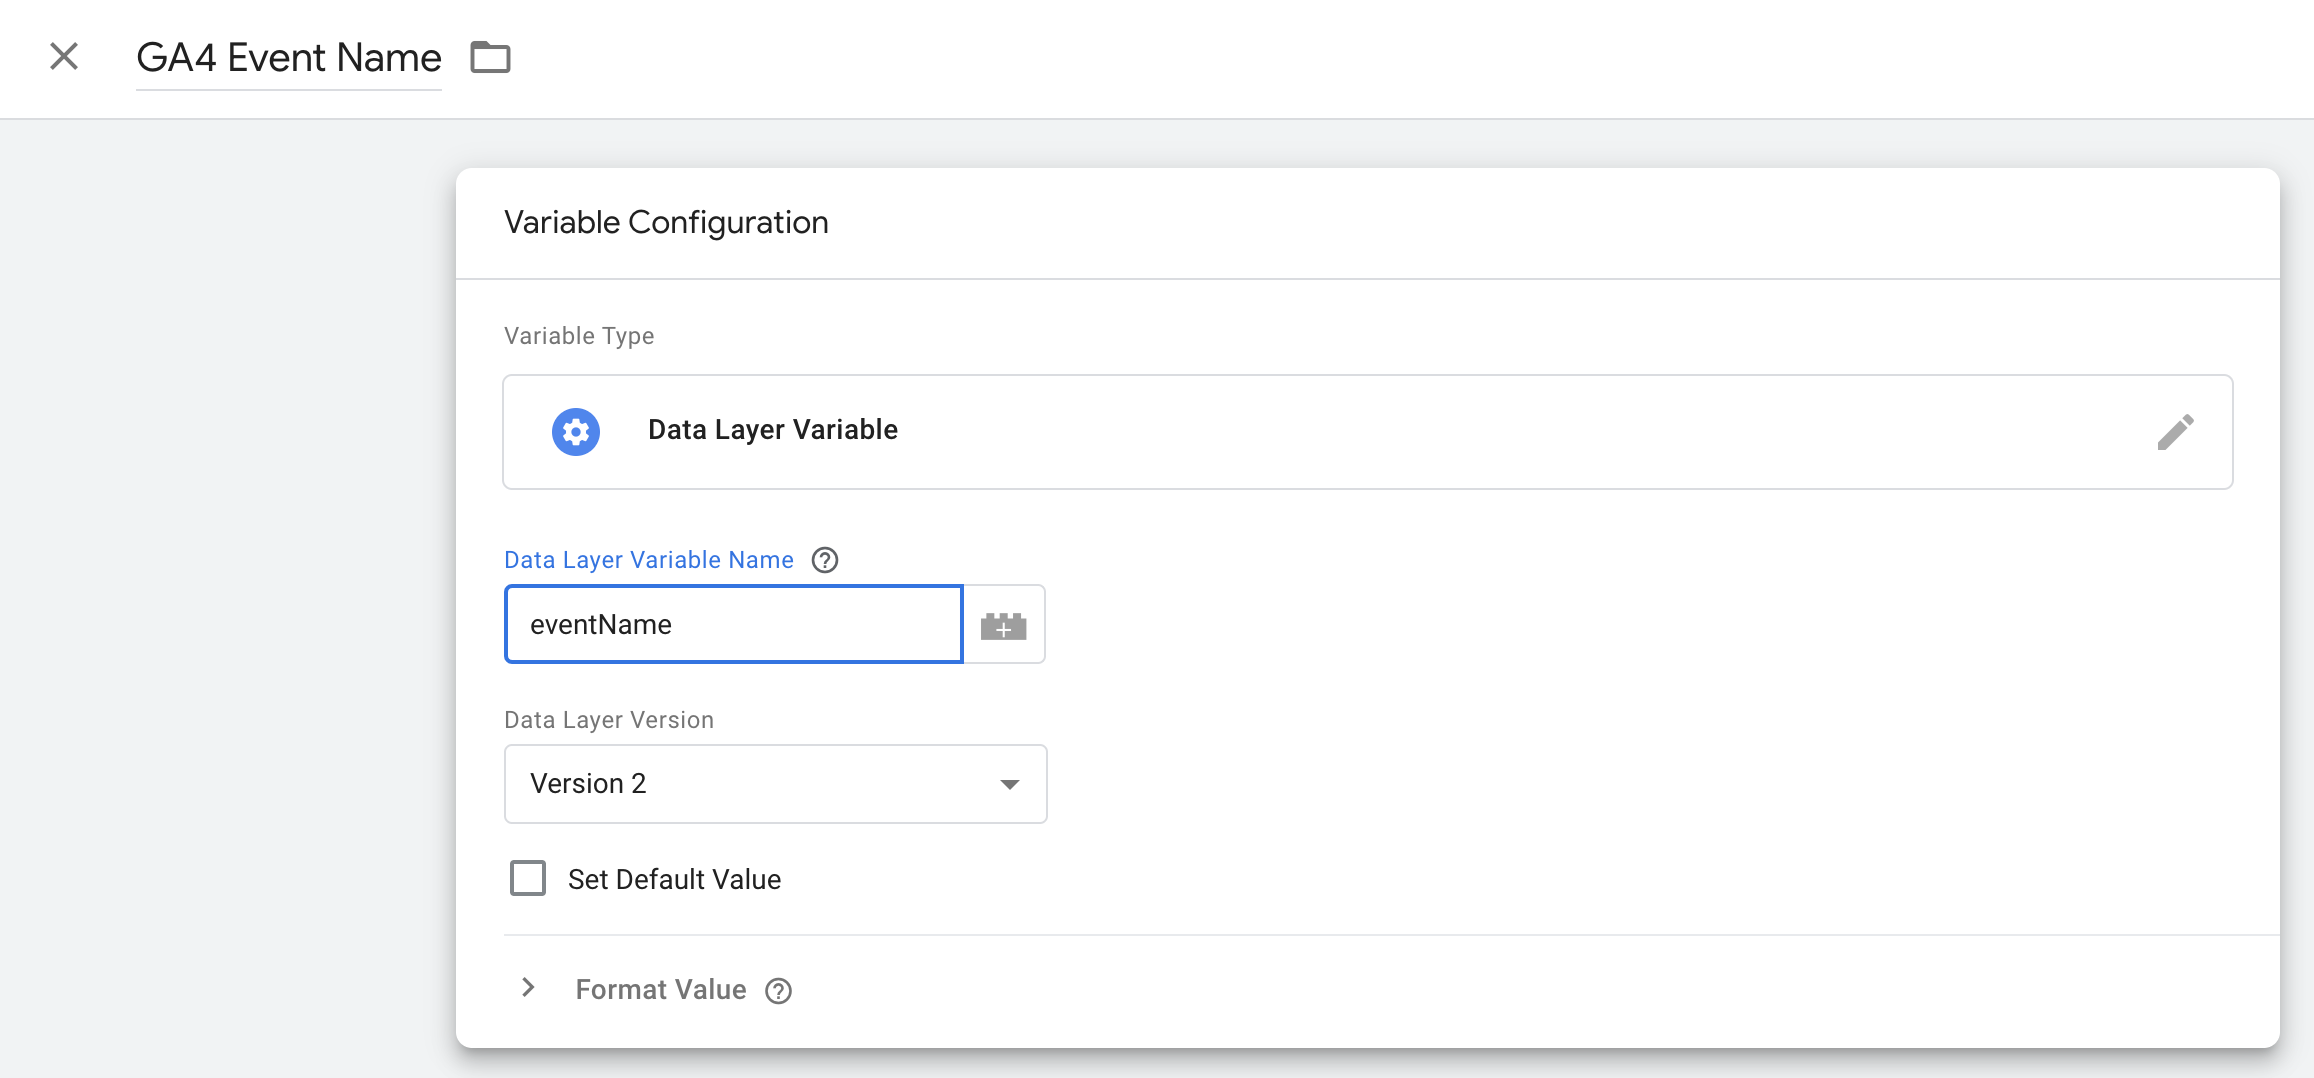 GA4 Event Name
Variable Configuration
Variable Type
Data Layer Variable
Data Layer Variable Name
eventName
Data Layer Version
Version 2
Set Default Value
Format Value